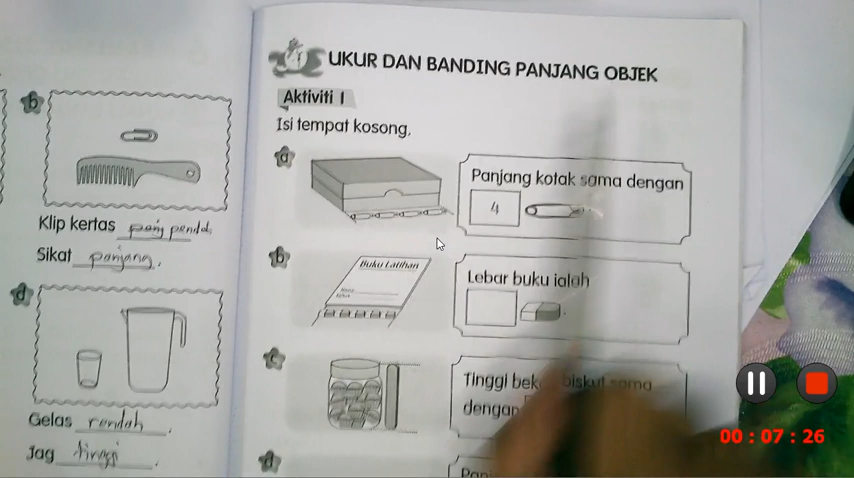 b
Klip kertas pendek
Sikat panjang.
d
Gelas rendah.
Jag tinggi.
UKUR DAN BANDING PANJANG OBJEK
Aktiviti 1
Isi tempat kosong.
a
Panjang kotak sama dengan
4
b
Buku Latihan
Lebar buku ialah
c
Tinggi biskut sama
dengan
d
00 : 07 : 26